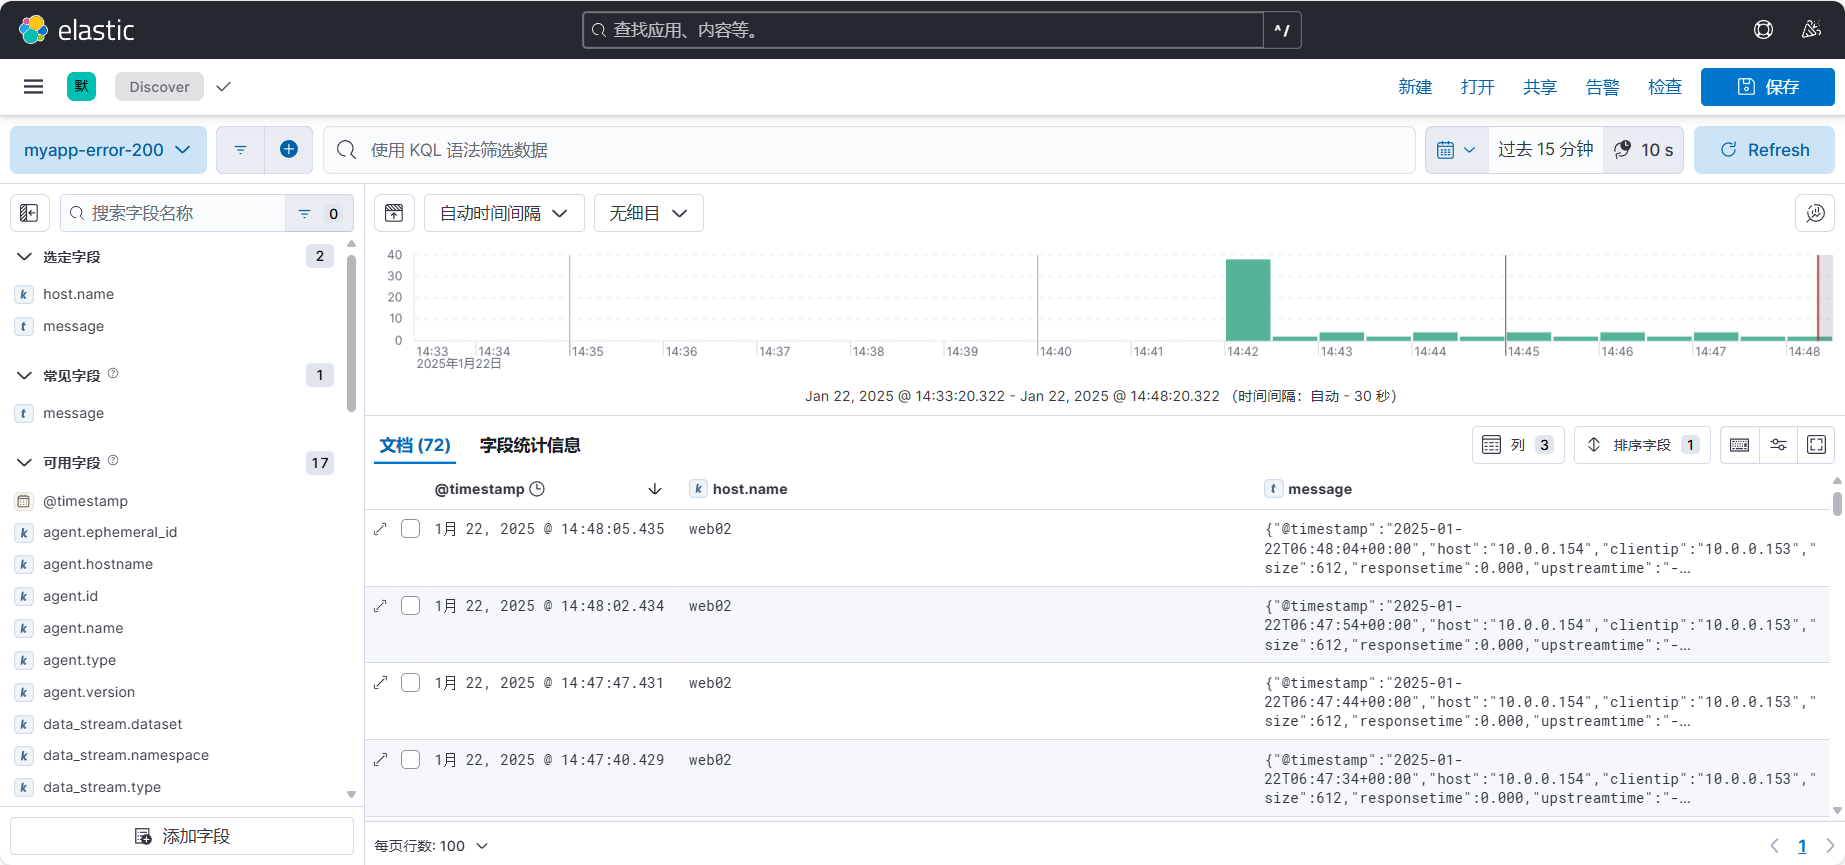 elastic
查找应用、内容等。
^/
默
Discover
新建
打开
共享
告警
检查
保存
myapp-error-200
使用 KQL 语法筛选数据
过去 15 分钟
10 s
Refresh
搜索字段名称
0
自动时间间隔
无细目
选定字段
2
k host.name
t message
常见字段
1
t message
可用字段
17
@timestamp
k agent.ephemeral_id
k agent.hostname
k agent.id
k agent.name
k agent.type
k agent.version
k data_stream.dataset
k data_stream.namespace
k data_stream.type
添加字段
40
30
20
10
0
14:33 14:34 14:35 14:36 14:37 14:38 14:39 14:40 14:41 14:42 14:43 14:44 14:45 14:46 14:47 14:48
2025年1月22日
Jan 22, 2025 @ 14:33:20.322 - Jan 22, 2025 @ 14:48:20.322 （时间间隔：自动 - 30 秒）
文档 (72)
字段统计信息
列 3
排序字段 1
@timestamp
k host.name
t message
1月 22, 2025 @ 14:48:05.435
web02
{"@timestamp":"2025-01-
22T06:48:04+00:00","host":"10.0.0.154","clientip":"10.0.0.153","
size":612,"responsetime":0.000,"upstreamtime":"-…
1月 22, 2025 @ 14:48:02.434
web02
{"@timestamp":"2025-01-
22T06:47:54+00:00","host":"10.0.0.154","clientip":"10.0.0.153","
size":612,"responsetime":0.000,"upstreamtime":"-…
1月 22, 2025 @ 14:47:47.431
web02
{"@timestamp":"2025-01-
22T06:47:44+00:00","host":"10.0.0.154","clientip":"10.0.0.153","
size":612,"responsetime":0.000,"upstreamtime":"-…
1月 22, 2025 @ 14:47:40.429
web02
{"@timestamp":"2025-01-
22T06:47:34+00:00","host":"10.0.0.154","clientip":"10.0.0.153","
size":612,"responsetime":0.000,"upstreamtime":"-…
每页行数: 100
1